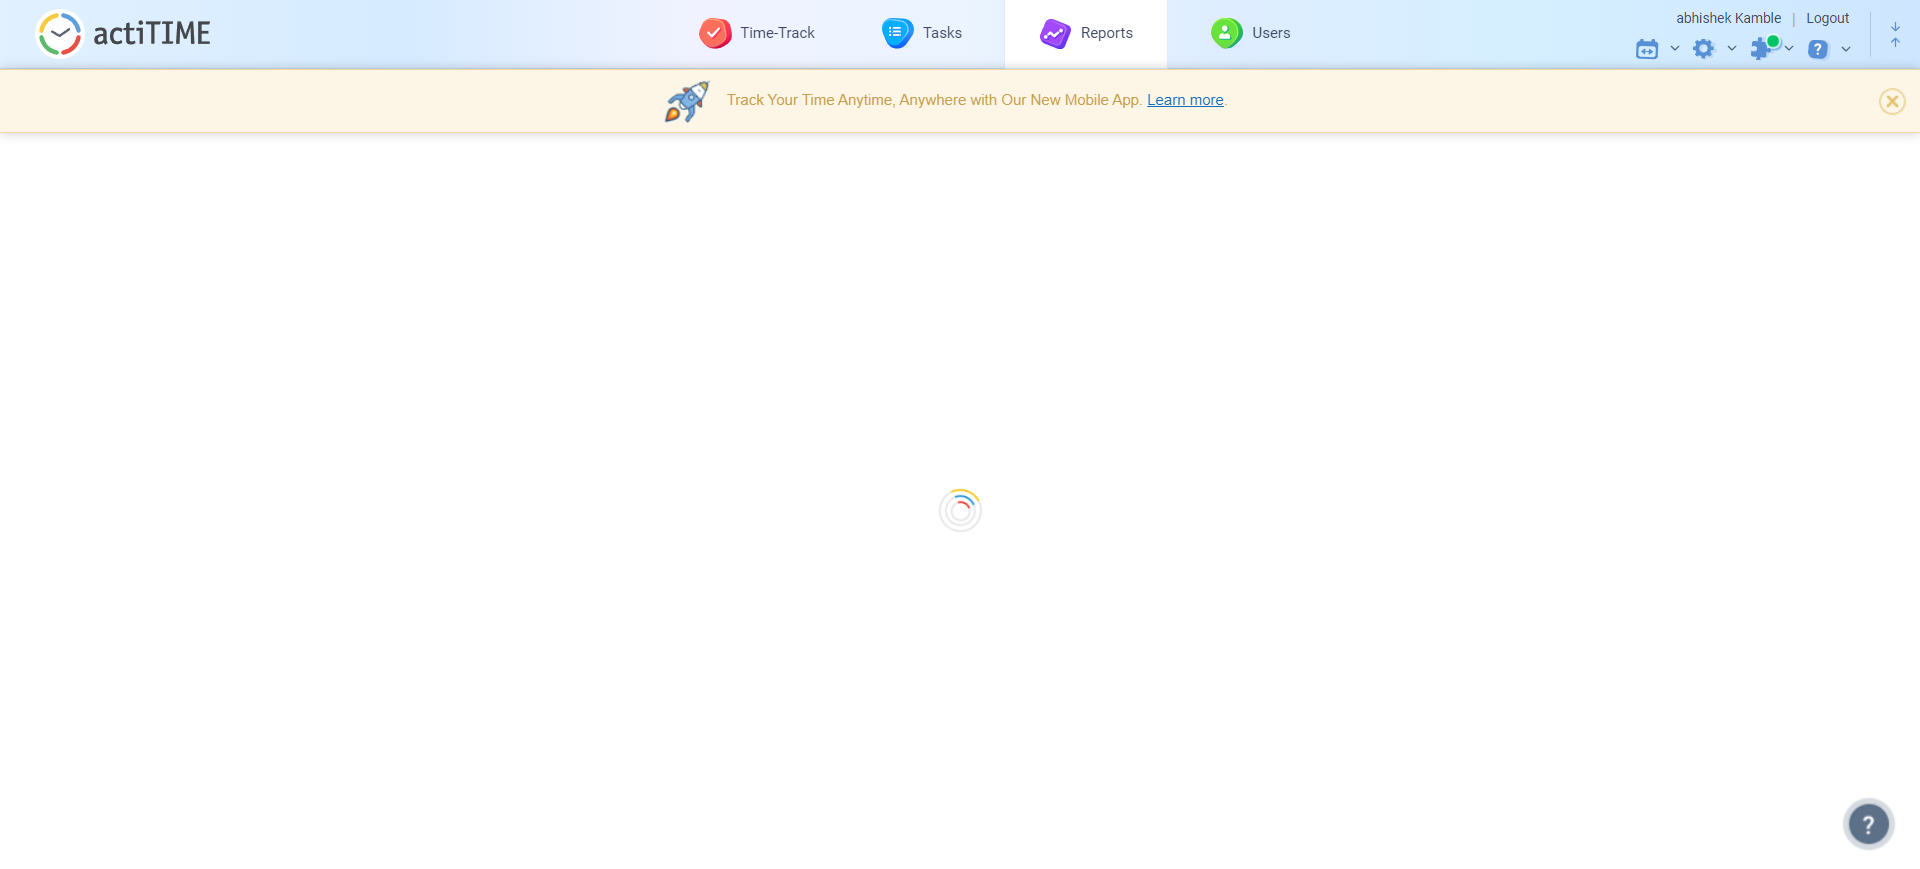 actiTIME
Time-Track
Tasks
Reports
Users
abhishek Kamble | Logout
Track Your Time Anytime, Anywhere with Our New Mobile App. Learn more.
?
?